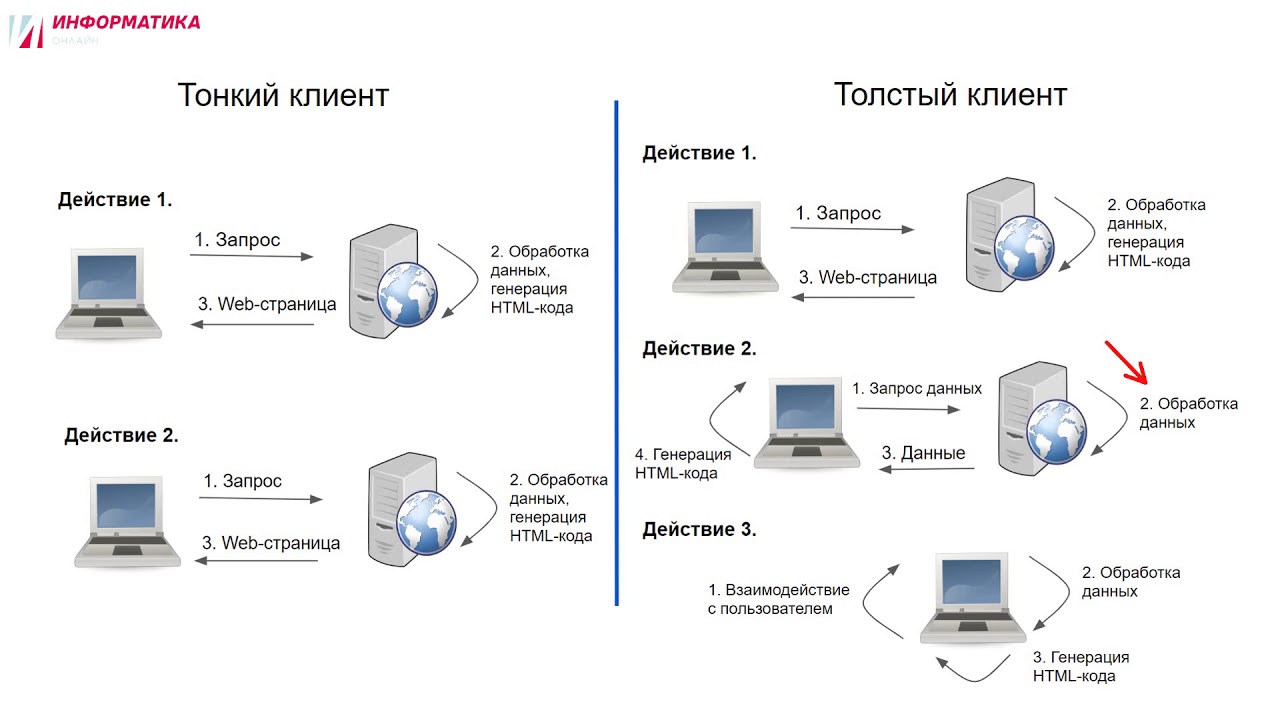 ИНФОРМАТИКА
ОНЛАЙН
Тонкий клиент
Действие 1.
1. Запрос
3. Web-страница
2. Обработка
данных,
генерация
HTML-кода
Действие 2.
1. Запрос
3. Web-страница
2. Обработка
данных,
генерация
HTML-кода
Толстый клиент
Действие 1.
1. Запрос
3. Web-страница
2. Обработка
данных,
генерация
HTML-кода
Действие 2.
1. Запрос данных
3. Данные
2. Обработка
данных
4. Генерация
HTML-кода
Действие 3.
1. Взаимодействие
с пользователем
2. Обработка
данных
3. Генерация
HTML-кода